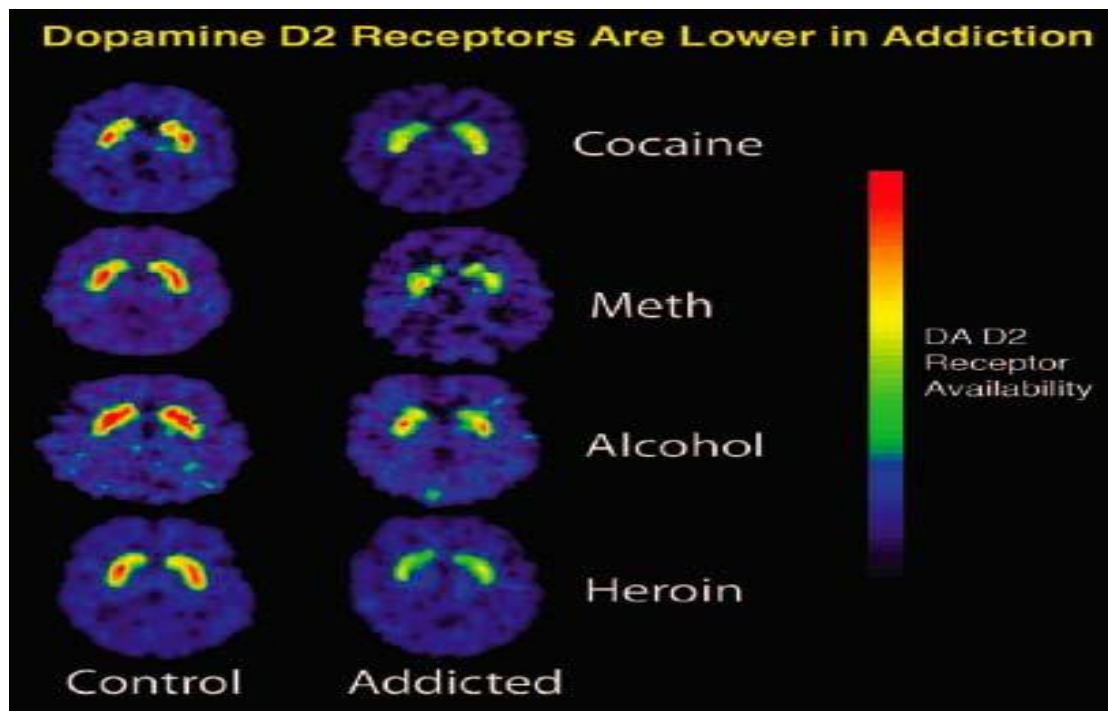 Dopamine D2 Receptors Are Lower in Addiction
Cocaine
Meth
Alcohol
Heroin
DA D2
Receptor
Availability
Control
Addicted